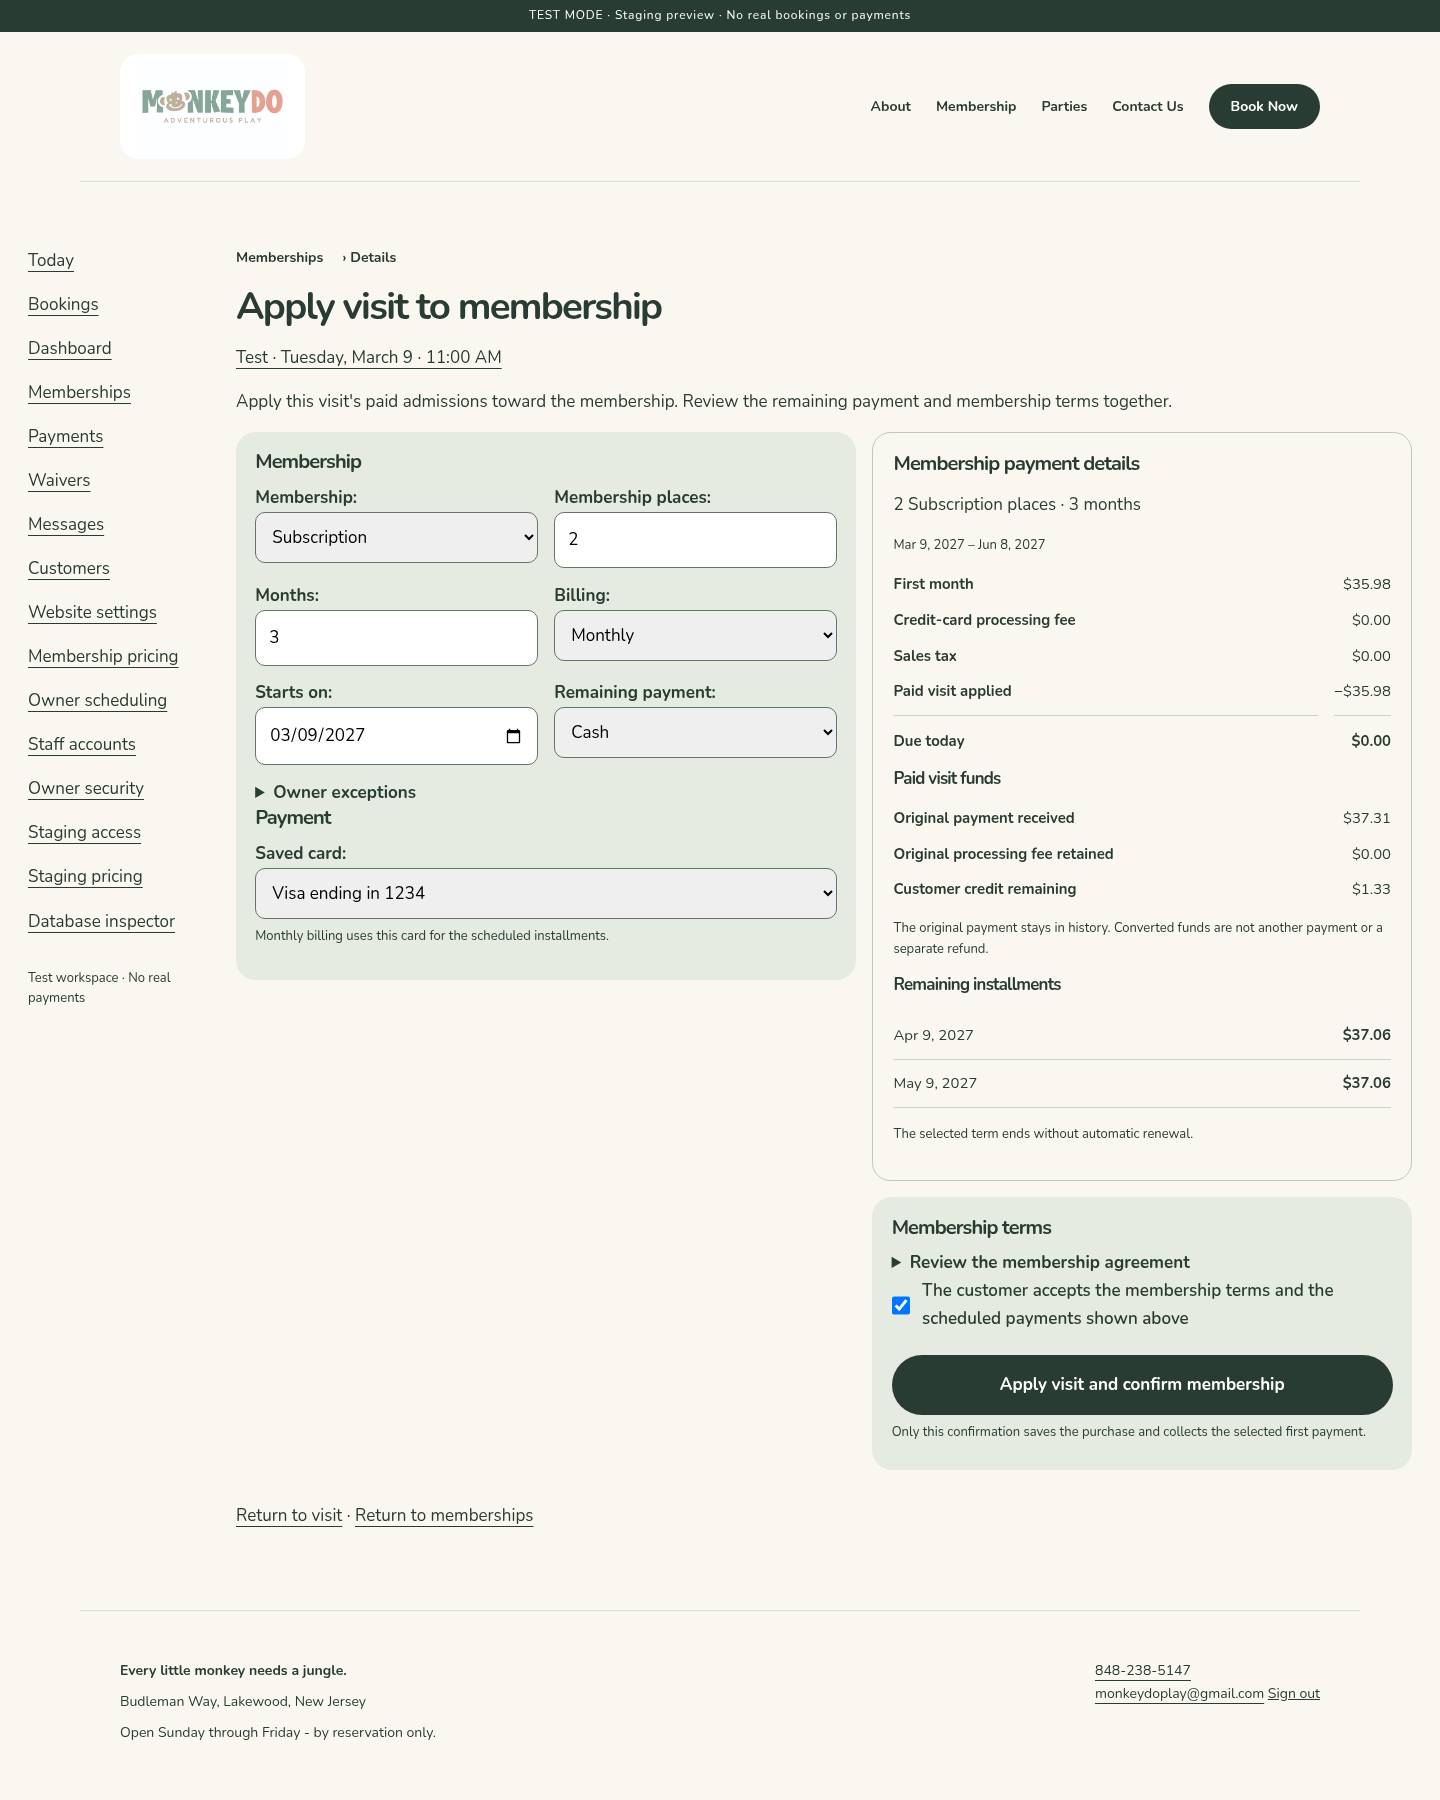 TEST MODE · Staging preview · No real bookings or payments
MONKEYDO
ADVENTUROUS PLAY
About
Membership
Parties
Contact Us
Book Now
Today
Bookings
Dashboard
Memberships
Payments
Waivers
Messages
Customers
Website settings
Membership pricing
Owner scheduling
Staff accounts
Owner security
Staging access
Staging pricing
Database inspector
Test workspace · No real
payments
Memberships › Details
Apply visit to membership
Test · Tuesday, March 9 · 11:00 AM
Apply this visit's paid admissions toward the membership. Review the remaining payment and membership terms together.
Membership
Membership:
Subscription
Membership places:
2
Months:
3
Billing:
Monthly
Starts on:
03/09/2027
Remaining payment:
Cash
Owner exceptions
Payment
Saved card:
Visa ending in 1234
Monthly billing uses this card for the scheduled installments.
Membership payment details
2 Subscription places · 3 months
Mar 9, 2027 – Jun 8, 2027
First month $35.98
Credit-card processing fee $0.00
Sales tax $0.00
Paid visit applied −$35.98
Due today $0.00
Paid visit funds
Original payment received $37.31
Original processing fee retained $0.00
Customer credit remaining $1.33
The original payment stays in history. Converted funds are not another payment or a
separate refund.
Remaining installments
Apr 9, 2027 $37.06
May 9, 2027 $37.06
The selected term ends without automatic renewal.
Membership terms
Review the membership agreement
The customer accepts the membership terms and the
scheduled payments shown above
Apply visit and confirm membership
Only this confirmation saves the purchase and collects the selected first payment.
Return to visit · Return to memberships
Every little monkey needs a jungle.
Budleman Way, Lakewood, New Jersey
Open Sunday through Friday - by reservation only.
848-238-5147
monkeydoplay@gmail.com Sign out